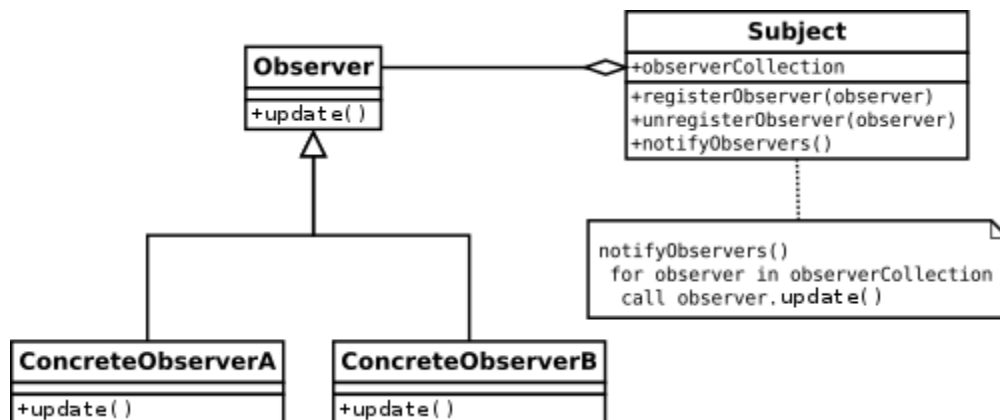 Observer
+update()
Subject
+observerCollection
+registerObserver(observer)
+unregisterObserver(observer)
+notifyObservers()
notifyObservers()
for observer in observerCollection
call observer.update()
ConcreteObserverA
+update()
ConcreteObserverB
+update()